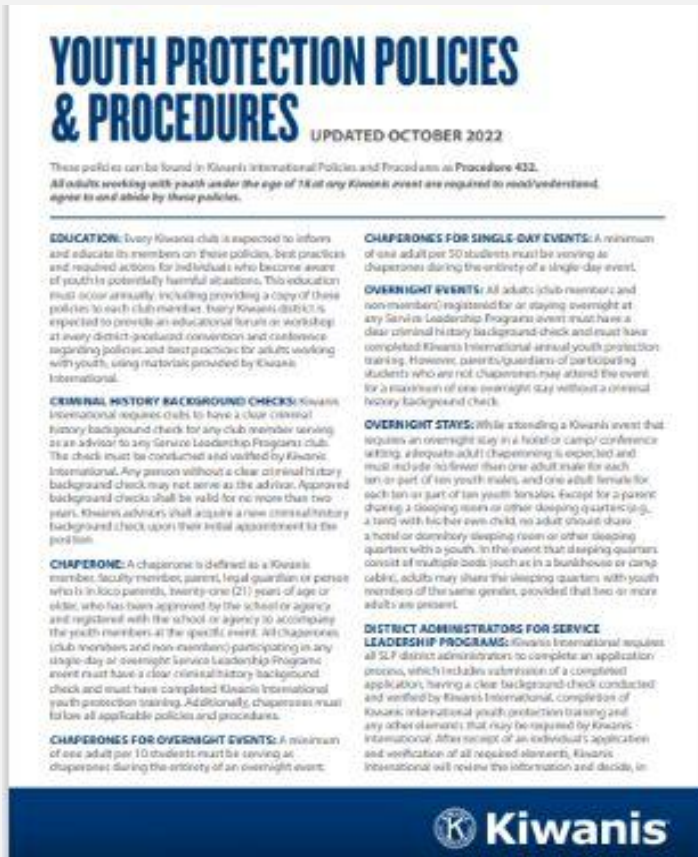 YOUTH PROTECTION POLICIES
& PROCEDURES UPDATED OCTOBER 2022
These policies can be found in Kiwanis International Policies and Procedures as Procedure 432.
All adults working with youth under the age of 18 at any Kiwanis event are required to read/understand,
agree to and abide by these policies.
EDUCATION: Every Kiwanis club is expected to inform
and educate its members on these policies, best practices
and required actions for individuals who become aware
of youth in potentially harmful situations. This education
must occur annually, including providing a copy of these
policies to each club member. Every Kiwanis district is
expected to provide an educational forum or workshop
at every district-produced convention and conference
regarding policies and best practices for adults working
with youth, using materials provided by Kiwanis
International.
CRIMINAL HISTORY BACKGROUND CHECKS: Kiwanis
International requires clubs to have a clear criminal
history background check for any club member serving
as an advisor to any Service Leadership Programs club.
The check must be conducted and verified by Kiwanis
International. Any person without a clear criminal history
background check may not serve as the advisor. Approved
background checks shall be valid for no more than two
years. Kiwanis advisors shall acquire a new criminal history
background check upon their initial appointment to the
position
CHAPERONE: A chaperone is defined as a Kiwanis
member, faculty member, parent, legal guardian or person
who is in loco parentis, twenty-one (21) years of age or
older, who has been approved by the school or agency
and registered with the school or agency to accompany
the youth members at the specific event. All chaperones
(club members and non-members) participating in any
single-day or overnight Service Leadership Programs
event must have a clear criminal history background
check and must have completed Kiwanis International
youth protection training. Additionally, chaperones must
follow all applicable policies and procedures.
CHAPERONES FOR OVERNIGHT EVENTS: A minimum
of one adult per 10 students must be serving as
chaperones during the entirety of an overnight event.
CHAPERONES FOR SINGLE-DAY EVENTS: A minimum
of one adult per 50 students must be serving as
chaperones during the entirety of a single-day event.
OVERNIGHT EVENTS: All adults (club members and
non-members) registered for or staying overnight at
any Service Leadership Programs event must have a
clear criminal history background check and must have
completed Kiwanis International annual youth protection
training. However, parents/guardians of participating
students who are not chaperones may attend the event
for a maximum of one overnight stay without a criminal
history background check.
OVERNIGHT STAYS: While attending a Kiwanis event that
requires an overnight stay in a hotel or camp/ conference
setting, adequate adult chaperoning is expected and
must include no fewer than one adult male for each
ten or part of ten youth males, and one adult female for
each ten or part of ten youth females. Except for a parent
sharing a sleeping room or other sleeping quarters (e.g.,
a tent) with his/her own child, no adult should share
a hotel or dormitory sleeping room or other sleeping
quarters with a youth. In the event that sleeping quarters
consist of multiple beds (such as in a bunkhouse or camp
cabin), adults may share the sleeping quarters with youth
members of the same gender, provided that two or more
adults are present.
DISTRICT ADMINISTRATORS FOR SERVICE
LEADERSHIP PROGRAMS: Kiwanis International requires
all SLP district administrators to complete an application
process, which includes submission of a completed
application, having a clear background check conducted
and verified by Kiwanis International, completion of
Kiwanis International youth protection training and
any other elements that may be required by Kiwanis
International. After receipt of an individual's application
and verification of all required elements, Kiwanis
International will review the information and decide, in
K Kiwanis